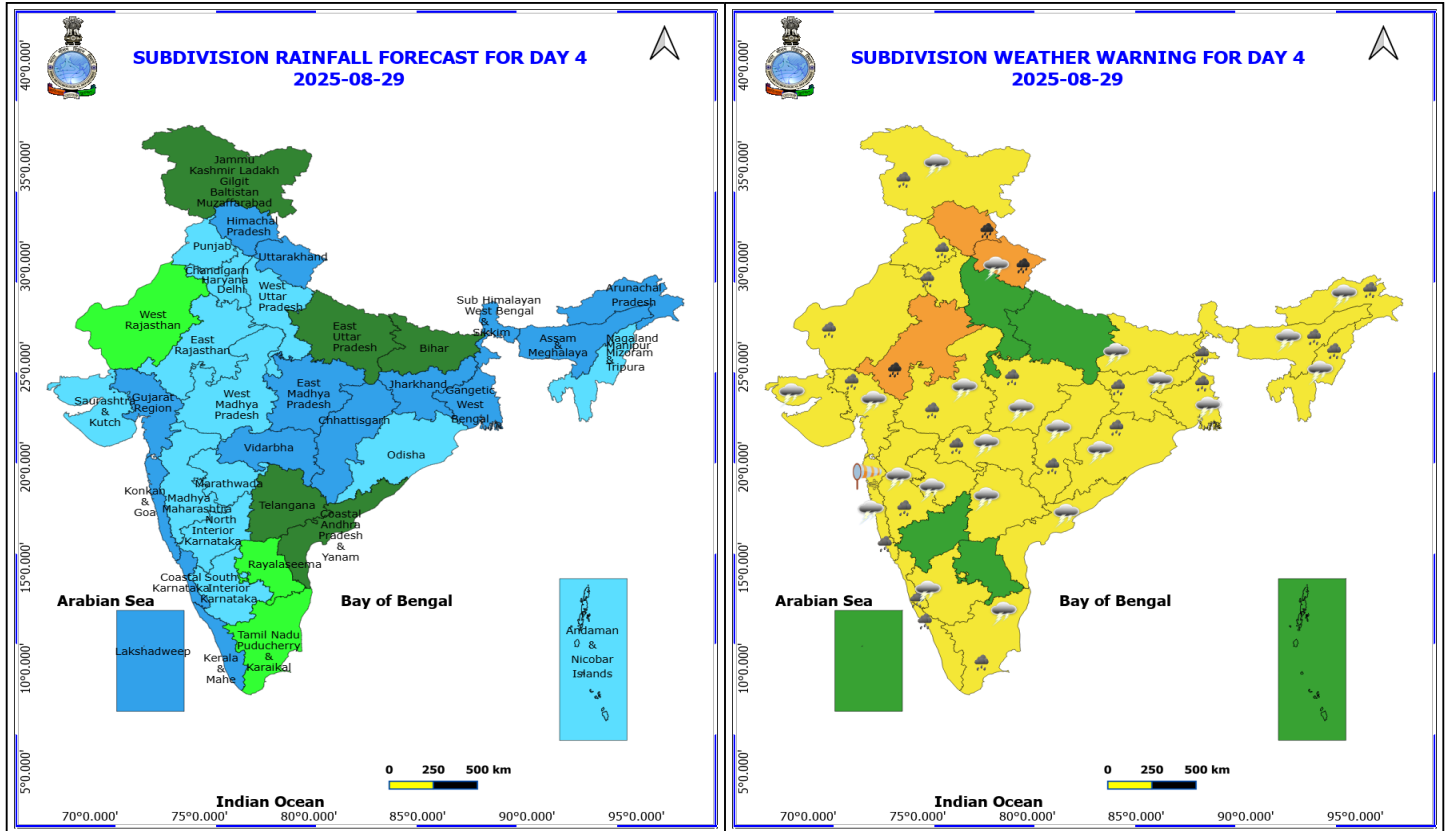 SUBDIVISION RAINFALL FORECAST FOR DAY 4
2025-08-29
40°0.000'
35°0.000'
30°0.000'
25°0.000'
20°0.000'
15°0.000'
10°0.000'
5°0.000'
Jammu
Kashmir Ladakh
Gilgit
Baltistan
Muzaffarabad
Himachal
Pradesh
Punjab
Uttarakhand
Chandigarh
Haryana
Delhi
West
Uttar
Pradesh
West
Rajasthan
East
Rajasthan
East
Uttar
Pradesh
Bihar
Sub Himalayan
West Bengal
&
Sikkim
Arunachal
Pradesh
Assam
&
Meghalaya
Nagaland
Manipur
Mizoram
&
Tripura
Saurashtra
&
Kutch
Gujarat
Region
West
Madhya
Pradesh
East
Madhya
Pradesh
Jharkhand
Gangetic
West
Bengal
Chhattisgarh
Vidarbha
Odisha
Konkan
&
Goa
Marathwada
Madhya
Maharashtra
North
Interior
Karnataka
Telangana
Coastal
Andhra
Pradesh
&
Yanam
Rayalaseema
Coastal
Karnataka
South
Interior
Karnataka
Arabian Sea
Bay of Bengal
Lakshadweep
Kerala
&
Mahe
Tamil Nadu
Puducherry
&
Karaikal
Andaman
&
Nicobar
Islands
0 250 500 km
Indian Ocean
70°0.000' 75°0.000' 80°0.000' 85°0.000' 90°0.000' 95°0.000'
SUBDIVISION WEATHER WARNING FOR DAY 4
2025-08-29
40°0.000'
35°0.000'
30°0.000'
25°0.000'
20°0.000'
15°0.000'
10°0.000'
5°0.000'
Arabian Sea
Bay of Bengal
0 250 500 km
Indian Ocean
70°0.000' 75°0.000' 80°0.000' 85°0.000' 90°0.000' 95°0.000'